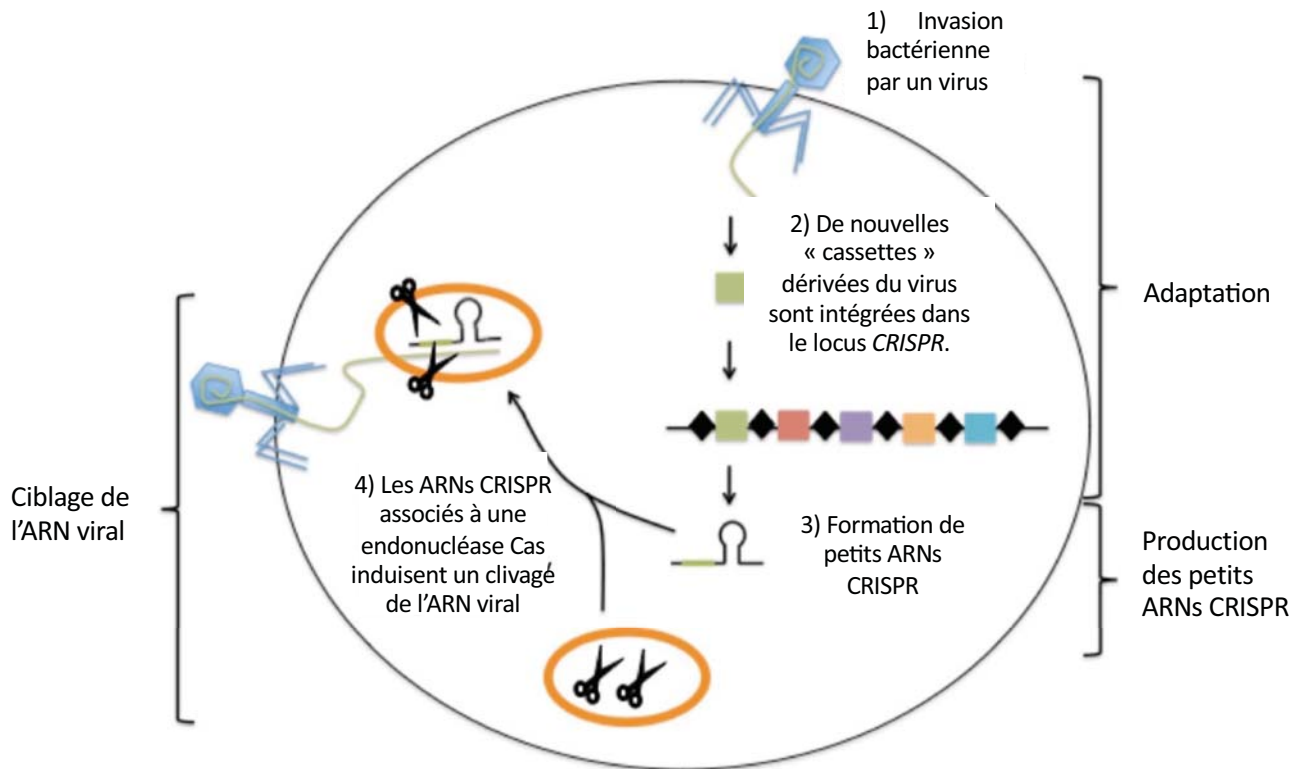 1) Invasion
bactérienne
par un virus
2) De nouvelles
« cassettes »
dérivées du virus
sont intégrées dans
le locus CRISPR.
Adaptation
4) Les ARNs CRISPR
associés à une
endonucléase Cas
induisent un clivage
de l’ARN viral
Ciblage de
l’ARN viral
3) Formation de
petits ARNs
CRISPR
Production
des petits
ARNs CRISPR